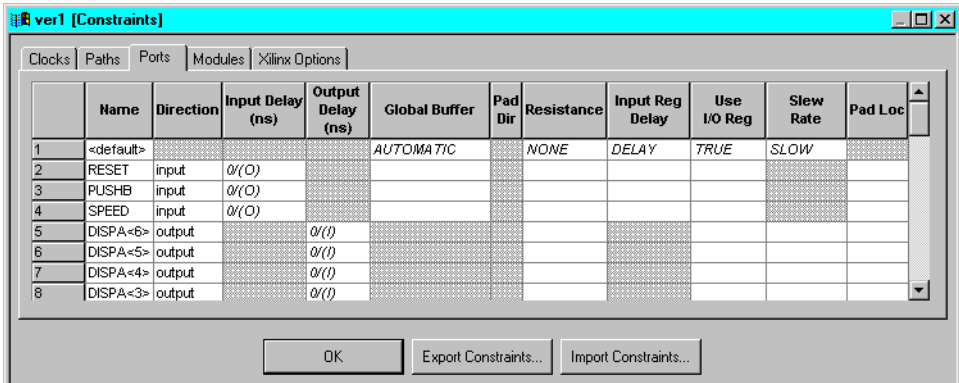 ver1 [Constraints]
Clocks Paths Ports Modules Xilinx Options
Name Direction Input Delay (ns) Output Delay (ns) Global Buffer Pad Dir Resistance Input Reg Delay Use I/O Reg Slew Rate Pad Loc
1 <default> AUTOMATIC NONE DELAY TRUE SLOW
2 RESET input 0/(O)
3 PUSHB input 0/(O)
4 SPEED input 0/(O)
5 DISPA<6> output 0/(I)
6 DISPA<5> output 0/(I)
7 DISPA<4> output 0/(I)
8 DISPA<3> output 0/(I)
OK Export Constraints... Import Constraints...